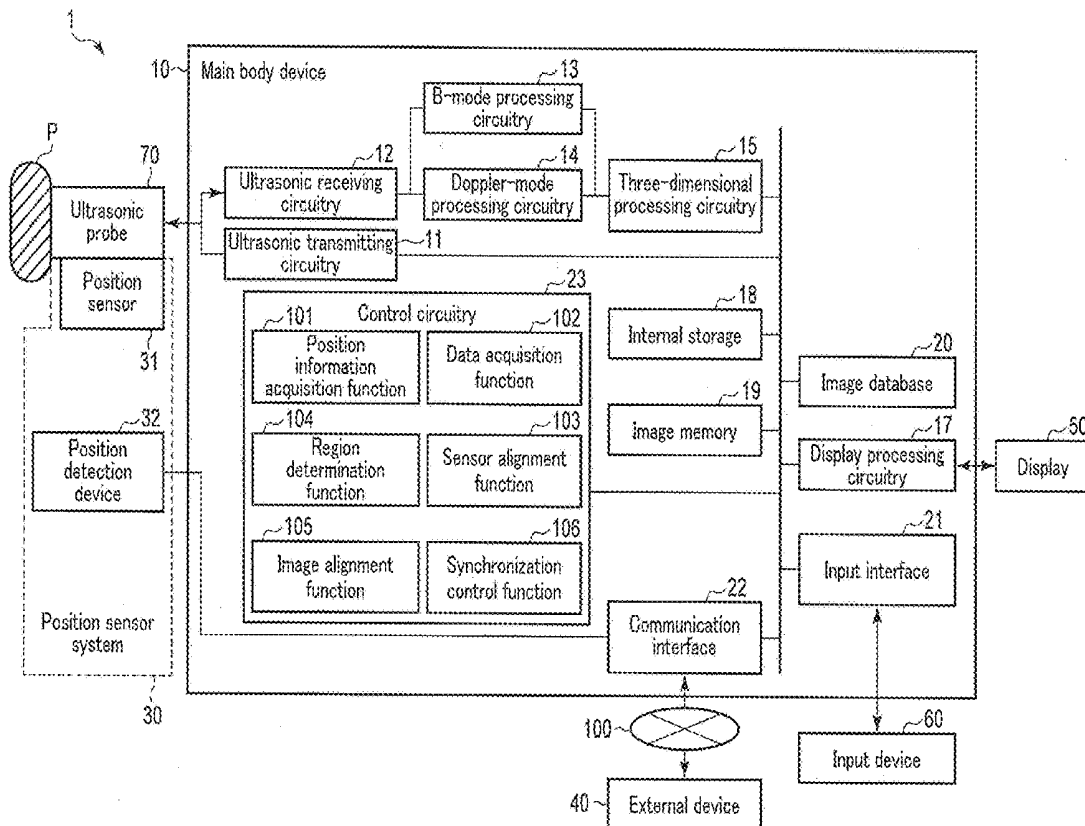 1
10
Main body device
13
B-mode processing
circuitry
P
70
12
14
15
Ultrasonic
probe
Ultrasonic receiving
circuitry
Doppler-mode
processing circuitry
Three-dimensional
processing circuitry
11
Ultrasonic transmitting
circuitry
Position
sensor
31
23
Control circuitry
101
Position
information
acquisition function
102
Data acquisition
function
18
Internal storage
20
Image database
32
Position
detection
device
104
Region
determination
function
103
Sensor alignment
function
19
Image memory
17
Display processing
circuitry
50
Display
105
Image alignment
function
106
Synchronization
control function
21
Input interface
22
Communication
interface
Position sensor
system
30
100
60
Input device
40
External device